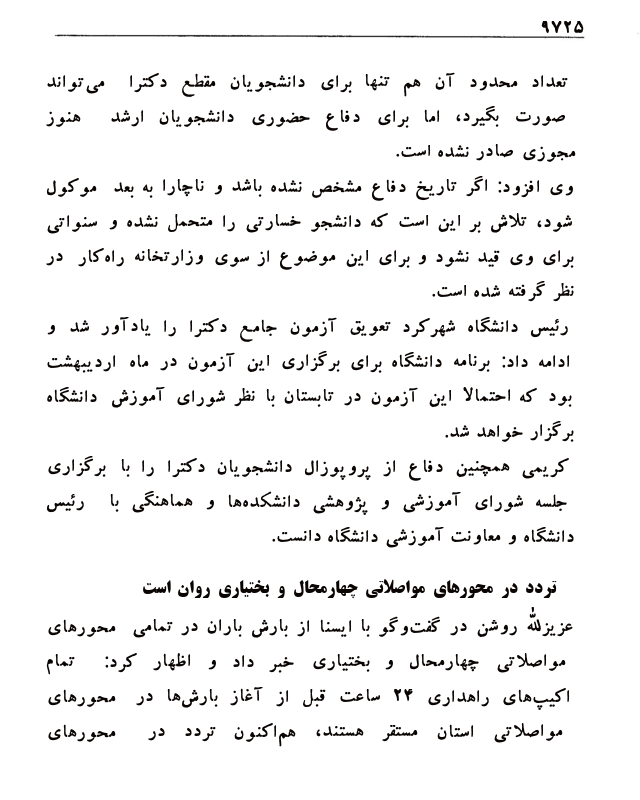 ۹۷۲۵
تعداد محدود آن هم تنها برای دانشجویان مقطع دکترا می‌تواند
صورت بگیرد، اما برای دفاع حضوری دانشجویان ارشد هنوز
مجوزی صادر نشده است.
وی افزود: اگر تاریخ دفاع مشخص نشده باشد و ناچارا به بعد موکول
شود، تلاش بر این است که دانشجو خسارتی را متحمل نشده و سنواتی
برای وی قید نشود و برای این موضوع از سوی وزارتخانه راه‌کار در
نظر گرفته شده است.
رئیس دانشگاه شهرکرد تعویق آزمون جامع دکترا را یادآور شد و
ادامه داد: برنامه دانشگاه برای برگزاری این آزمون در ماه اردیبهشت
بود که احتمالا این آزمون در تابستان با نظر شورای آموزش دانشگاه
برگزار خواهد شد.
کریمی همچنین دفاع از پروپوزال دانشجویان دکترا را با برگزاری
جلسه شورای آموزشی و پژوهشی دانشکده‌ها و هماهنگی با رئیس
دانشگاه و معاونت آموزشی دانشگاه دانست.
تردد در محورهای مواصلاتی چهارمحال و بختیاری روان است
عزیزالله روشن در گفت‌وگو با ایسنا از بارش باران در تمامی محورهای
مواصلاتی چهارمحال و بختیاری خبر داد و اظهار کرد: تمام
اکیپ‌های راهداری ۲۴ ساعت قبل از آغاز بارش‌ها در محورهای
مواصلاتی استان مستقر هستند، هم‌اکنون تردد در محورهای